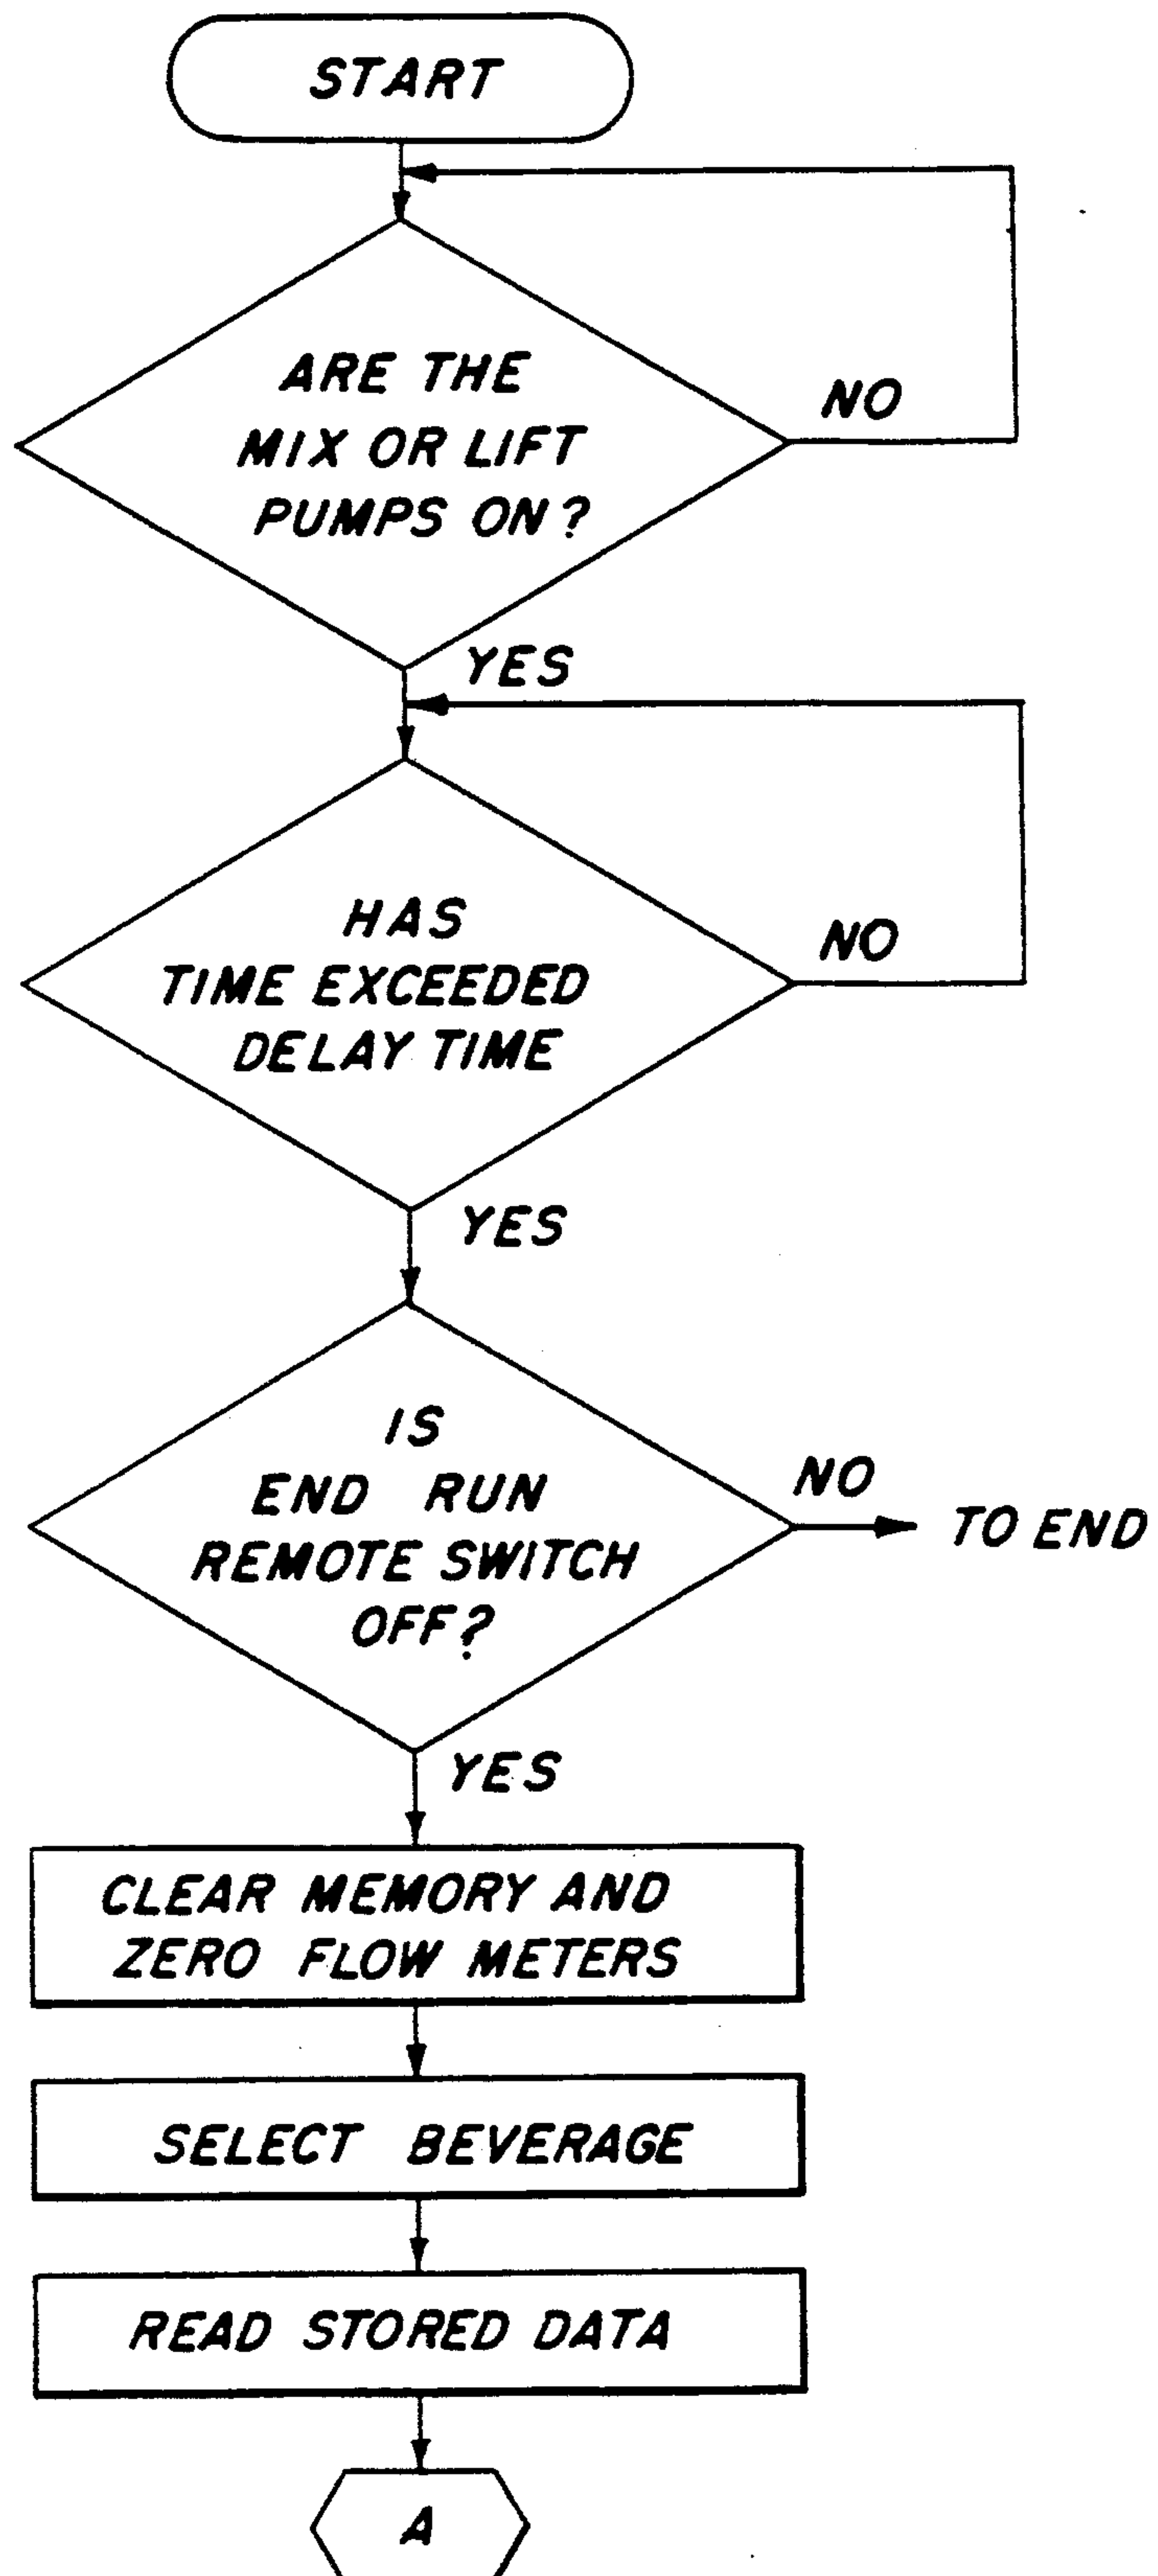 START
ARE THE
MIX OR LIFT
PUMPS ON?
NO
YES
HAS
TIME EXCEEDED
DELAY TIME
NO
YES
IS
END RUN
REMOTE SWITCH
OFF?
NO
TO END
YES
CLEAR MEMORY AND
ZERO FLOW METERS
SELECT BEVERAGE
READ STORED DATA
A